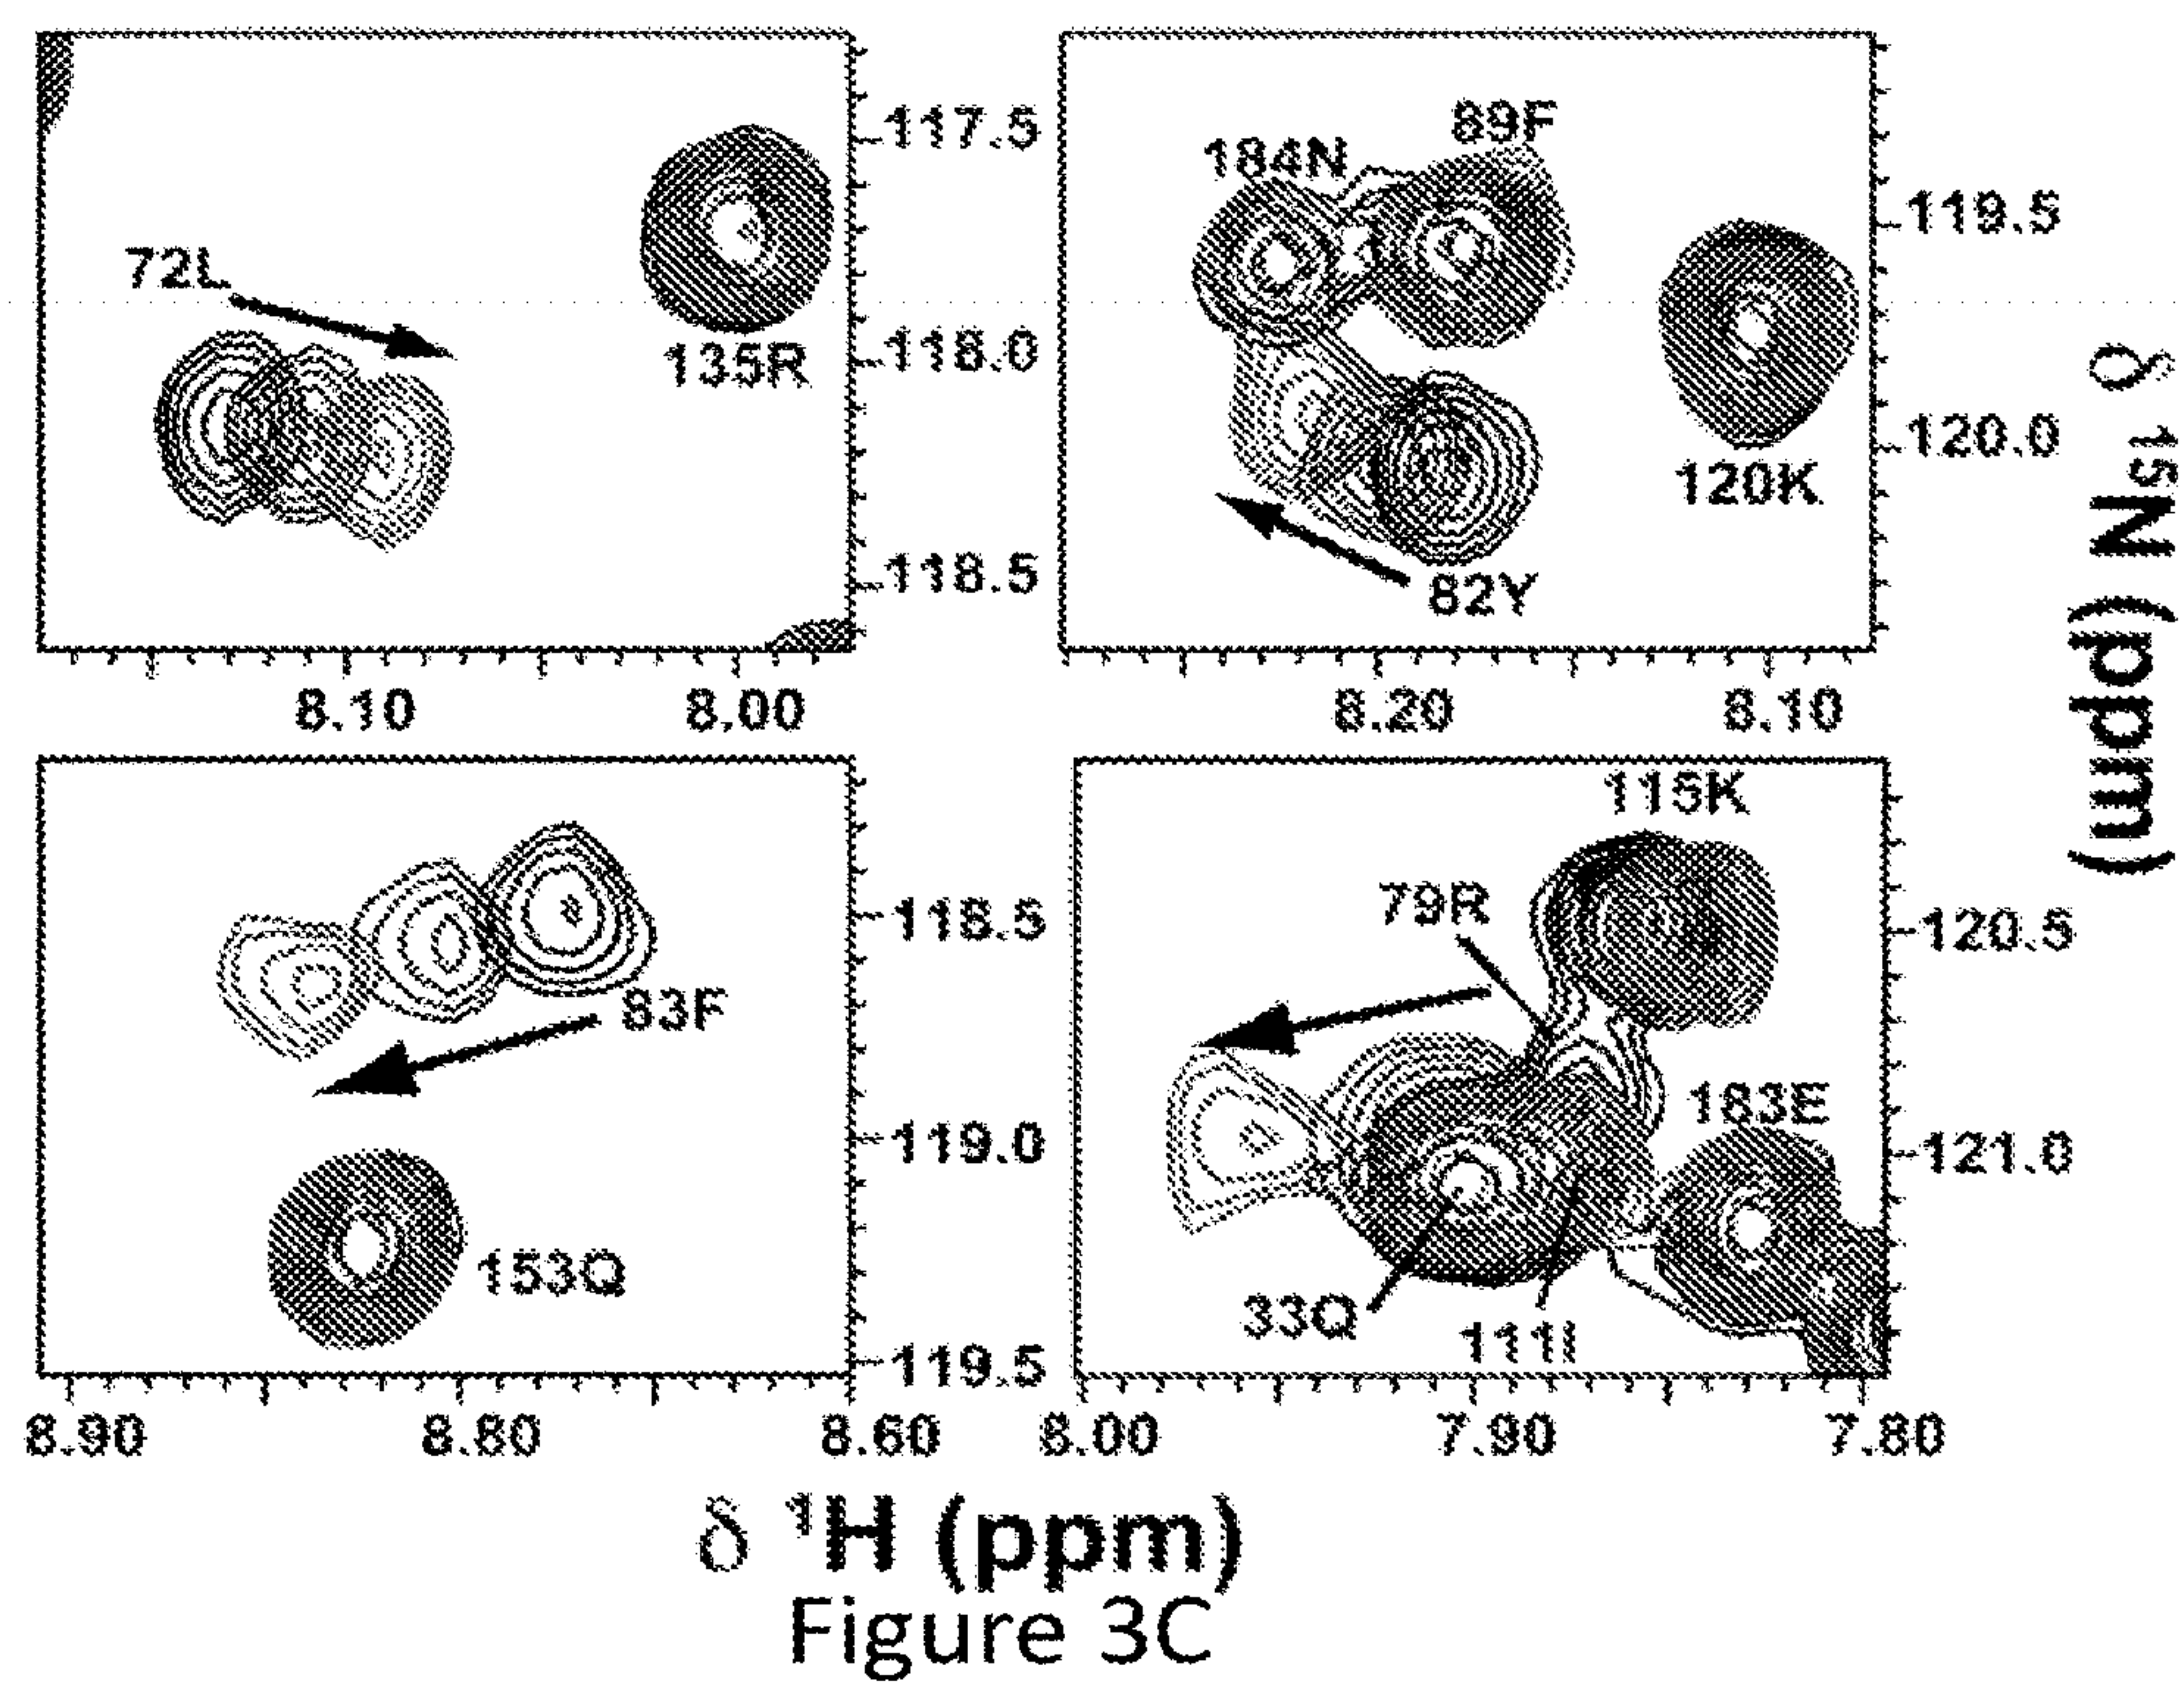 72L
135R
117.5
118.0
118.5
8.10
8.00
184N
89F
120K
82Y
119.5
120.0
8.20
8.10
83F
153Q
118.5
119.0
119.5
8.90
8.80
8.60
115K
79R
163E
33Q
111I
120.5
121.0
8.00
7.90
7.80
δ ¹⁵N (ppm)
δ ¹H (ppm)
Figure 3C